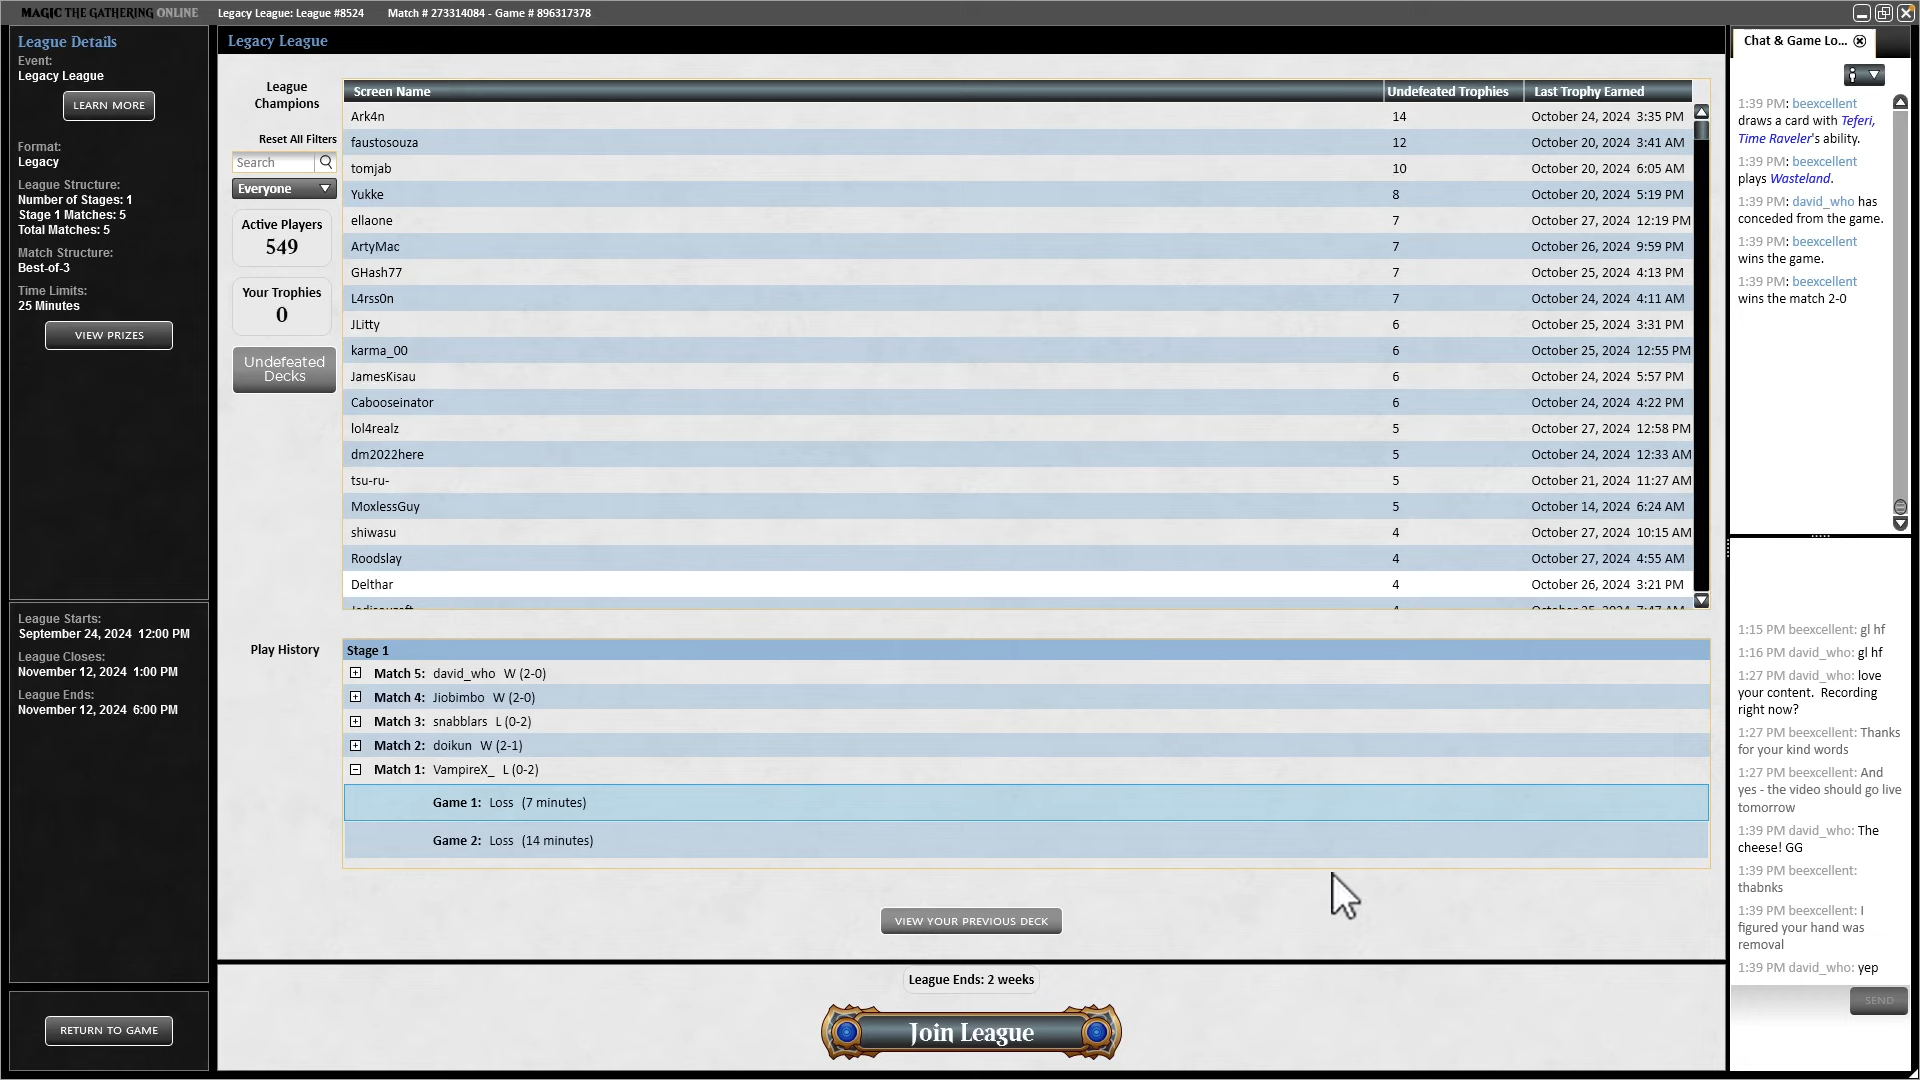 MAGIC THE GATHERING ONLINE
Legacy League: League #8524
Match # 273314084 - Game # 896317378
League Details
Event:
Legacy League
LEARN MORE
Format:
Legacy
League Structure:
Number of Stages: 1
Stage 1 Matches: 5
Total Matches: 5
Match Structure:
Best-of-3
Time Limits:
25 Minutes
VIEW PRIZES
League Starts:
September 24, 2024 12:00 PM
League Closes:
November 12, 2024 1:00 PM
League Ends:
November 12, 2024 6:00 PM
RETURN TO GAME
Legacy League
League
Champions
Reset All Filters
Search
Everyone
Active Players
549
Your Trophies
0
Undefeated
Decks
Screen Name Undefeated Trophies Last Trophy Earned
Ark4n 14 October 24, 2024 3:35 PM
faustosouza 12 October 20, 2024 3:41 AM
tomjab 10 October 20, 2024 6:05 AM
Yukke 8 October 20, 2024 5:19 PM
ellaone 7 October 27, 2024 12:19 PM
ArtyMac 7 October 26, 2024 9:59 PM
GHash77 7 October 25, 2024 4:13 PM
L4rss0n 7 October 24, 2024 4:11 AM
JLitty 6 October 25, 2024 3:31 PM
karma_00 6 October 25, 2024 12:55 PM
JamesKisau 6 October 24, 2024 5:57 PM
Cabooseinator 6 October 24, 2024 4:22 PM
lol4realz 5 October 27, 2024 12:58 PM
dm2022here 5 October 24, 2024 12:33 AM
tsu-ru- 5 October 21, 2024 11:27 AM
MoxlessGuy 5 October 14, 2024 6:24 AM
shiwasu 4 October 27, 2024 10:15 AM
Roodslay 4 October 27, 2024 4:55 AM
Delthar 4 October 26, 2024 3:21 PM
Play History
Stage 1
Match 5: david_who W (2-0)
Match 4: Jiobimbo W (2-0)
Match 3: snabblars L (0-2)
Match 2: doikun W (2-1)
Match 1: VampireX_ L (0-2)
Game 1: Loss (7 minutes)
Game 2: Loss (14 minutes)
VIEW YOUR PREVIOUS DECK
League Ends: 2 weeks
Join League
Chat & Game Lo...
1:39 PM: beexcellent
draws a card with Teferi,
Time Raveler's ability.
1:39 PM: beexcellent
plays Wasteland.
1:39 PM: david_who has
conceded from the game.
1:39 PM: beexcellent
wins the game.
1:39 PM: beexcellent
wins the match 2-0
1:15 PM beexcellent: gl hf
1:16 PM david_who: gl hf
1:27 PM david_who: love
your content. Recording
right now?
1:27 PM beexcellent: Thanks
for your kind words
1:27 PM beexcellent: And
yes - the video should go live
tomorrow
1:39 PM david_who: The
cheese! GG
1:39 PM beexcellent:
thabnks
1:39 PM beexcellent: I
figured your hand was
removal
1:39 PM david_who: yep
SEND